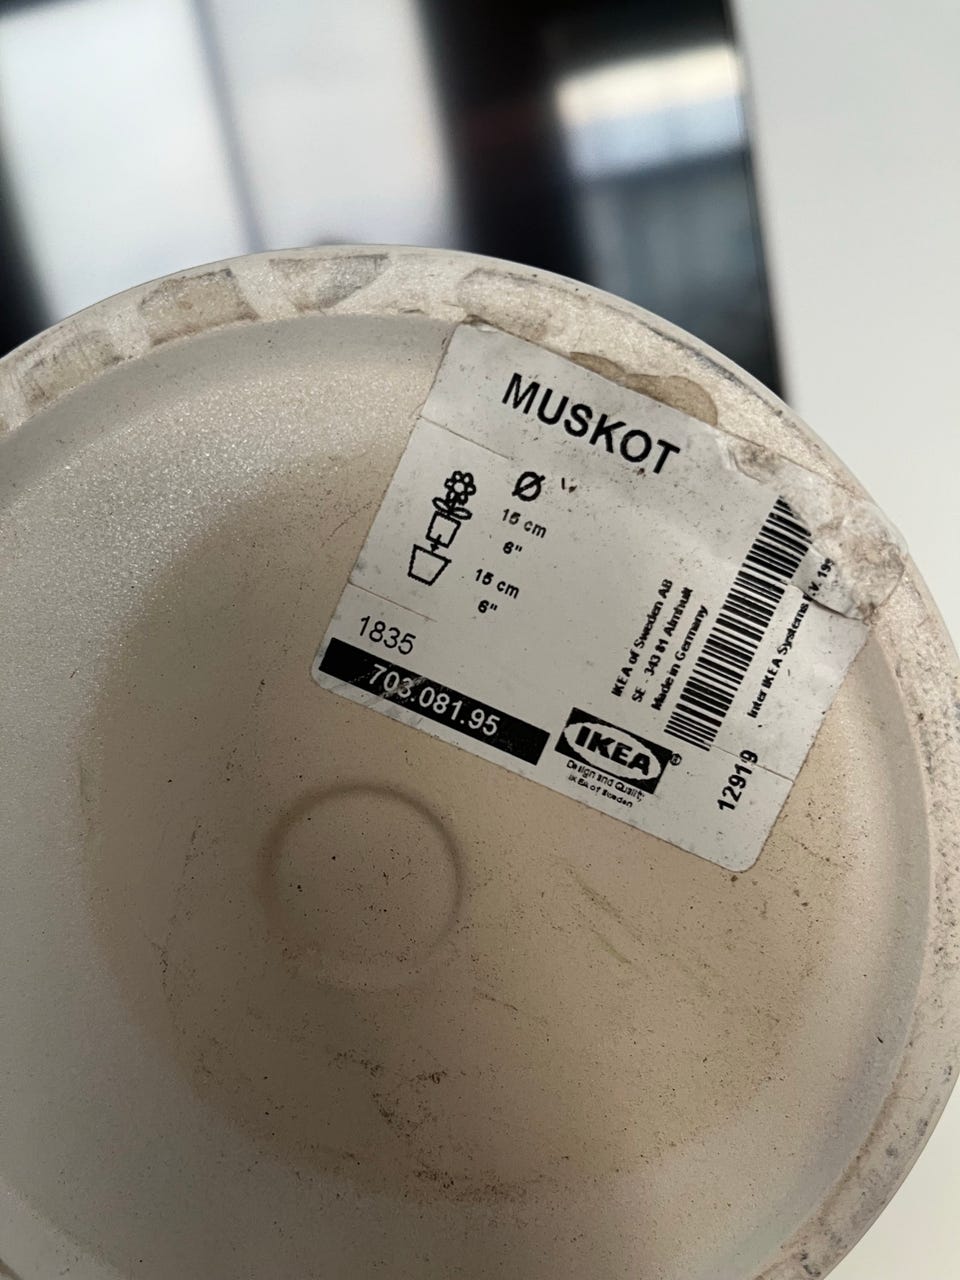 MUSKOT
Ø
15 cm
6"
15 cm
6"
1835
703.081.95
IKEA of Sweden AB
SE - 343 81 Älmhult
Made in Germany
IKEA®
Design and Quality
IKEA of Sweden
Inter IKEA Systems B.V. 199
12919